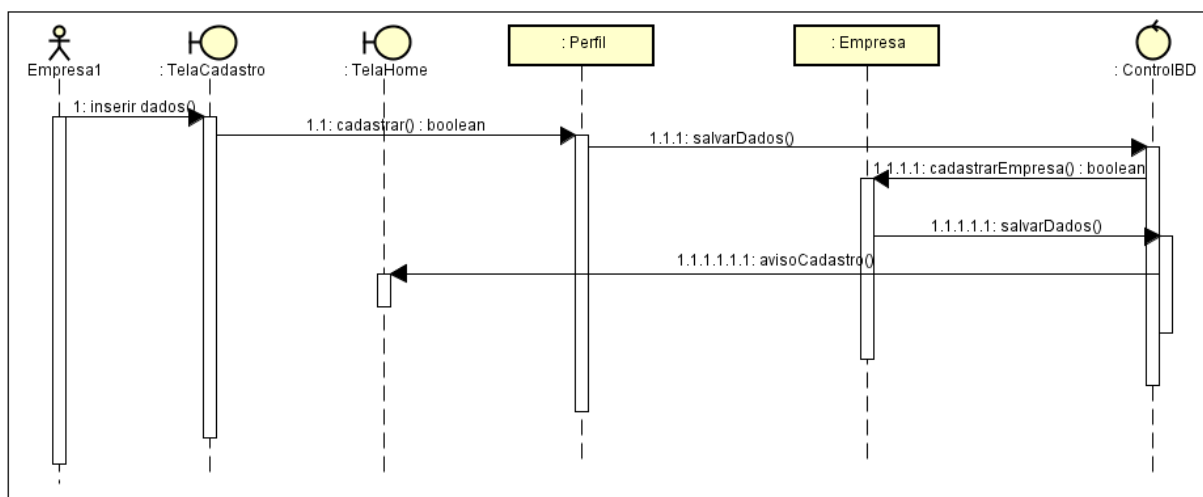 : Perfil
: Empresa
Empresa1
: TelaCadastro
: TelaHome
: ControlBD
1: inserir dados()
1.1: cadastrar() : boolean
1.1.1: salvarDados()
1.1.1.1: cadastrarEmpresa() : boolean
1.1.1.1.1: salvarDados()
1.1.1.1.1.1: avisoCadastro()